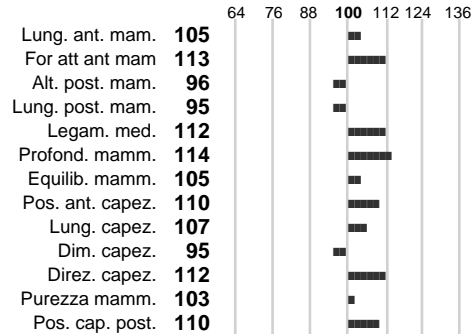 64 76 88 100 112 124 136
Lung. ant. mam. 105
For att ant mam 113
Alt. post. mam. 96
Lung. post. mam. 95
Legam. med. 112
Profond. mamm. 114
Equilib. mamm. 105
Pos. ant. capez. 110
Lung. capez. 107
Dim. capez. 95
Direz. capez. 112
Purezza mamm. 103
Pos. cap. post. 110